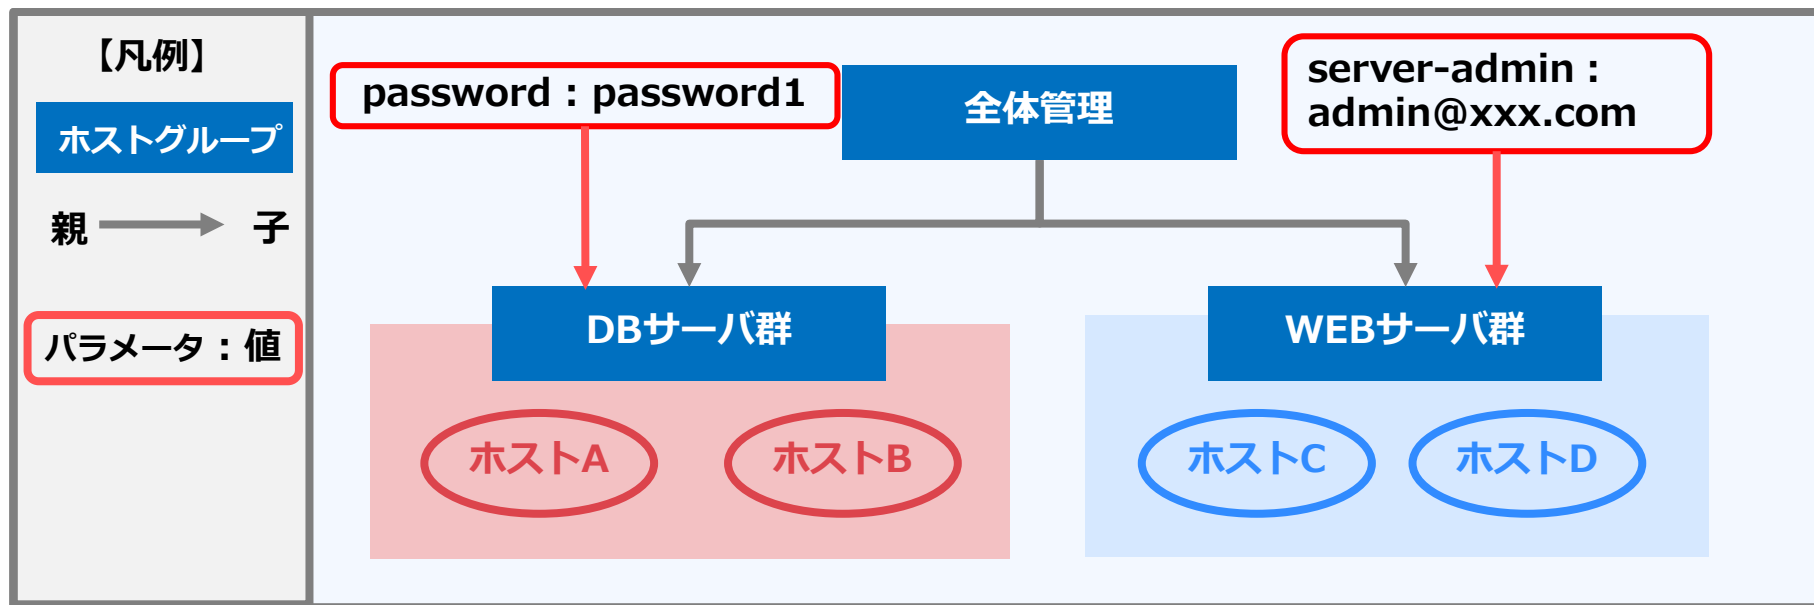 【凡例】
ホストグループ
親 子
パラメータ：値
password：password1
全体管理
server-admin：
admin@xxx.com
DBサーバ群
WEBサーバ群
ホストA
ホストB
ホストC
ホストD